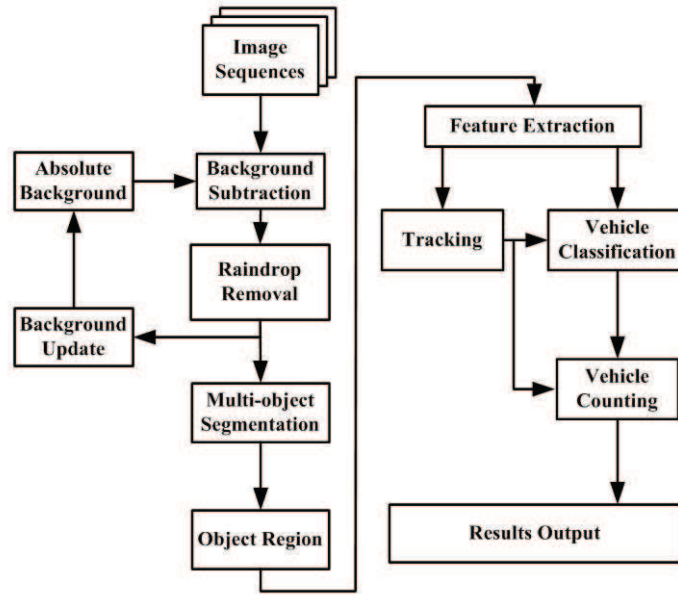 Image
Sequences
Absolute
Background
Background
Subtraction
Raindrop
Removal
Background
Update
Multi-object
Segmentation
Object Region
Feature Extraction
Tracking
Vehicle
Classification
Vehicle
Counting
Results Output